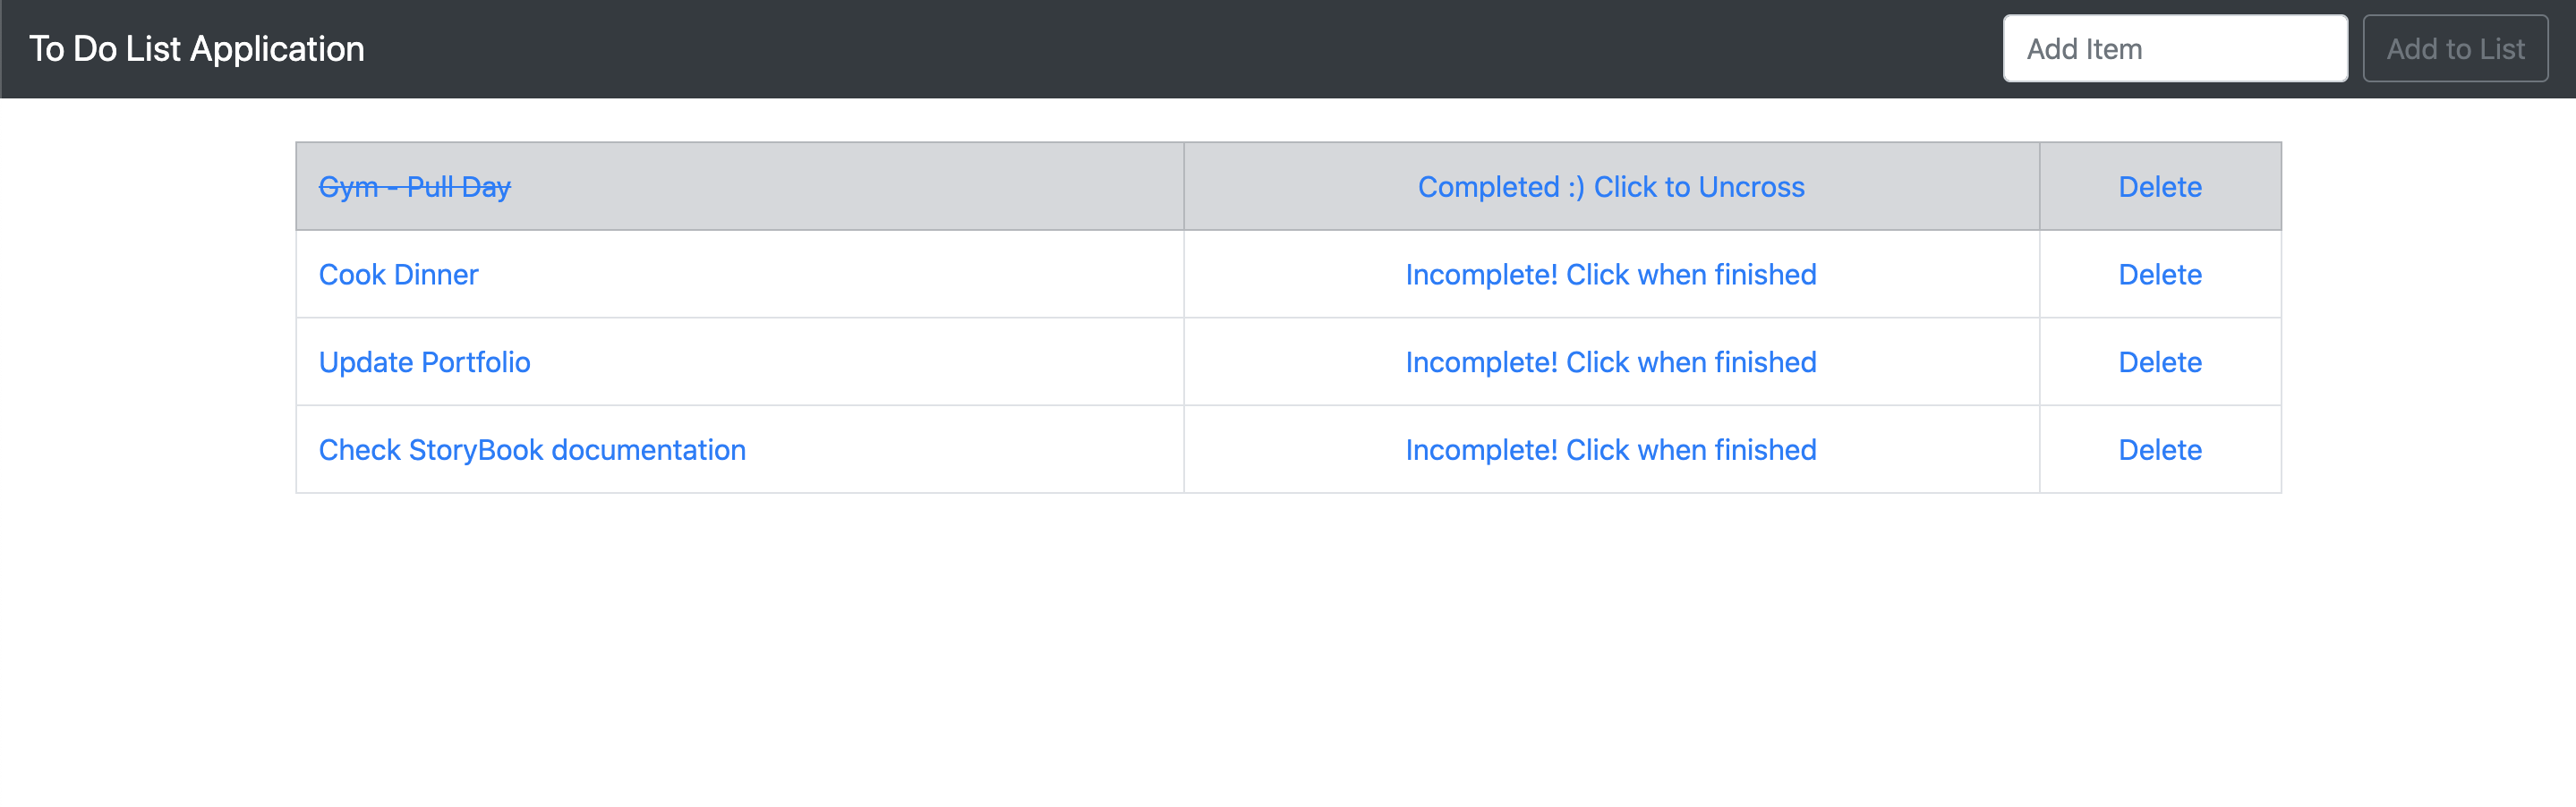 To Do List Application Add Item Add to List
Gym - Pull Day Completed :) Click to Uncross Delete
Cook Dinner Incomplete! Click when finished Delete
Update Portfolio Incomplete! Click when finished Delete
Check StoryBook documentation Incomplete! Click when finished Delete